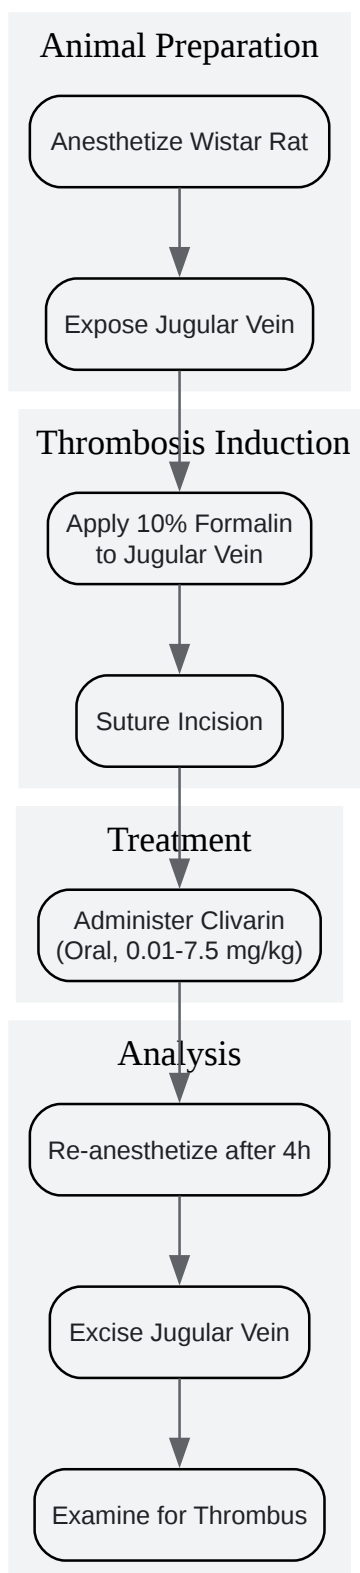 Animal Preparation
Anesthetize Wistar Rat
Expose Jugular Vein
Thrombosis Induction
Apply 10% Formalin
to Jugular Vein
Suture Incision
Treatment
Administer Clivarin
(Oral, 0.01-7.5 mg/kg)
Analysis
Re-anesthetize after 4h
Excise Jugular Vein
Examine for Thrombus